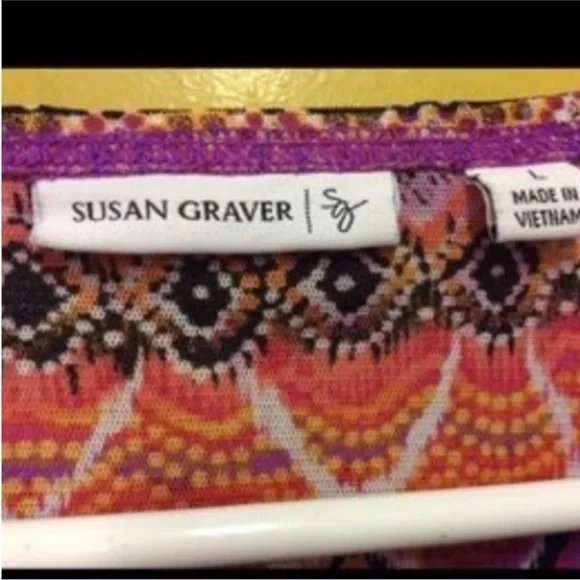 SUSAN GRAVER | sg
L
MADE IN
VIETNAM